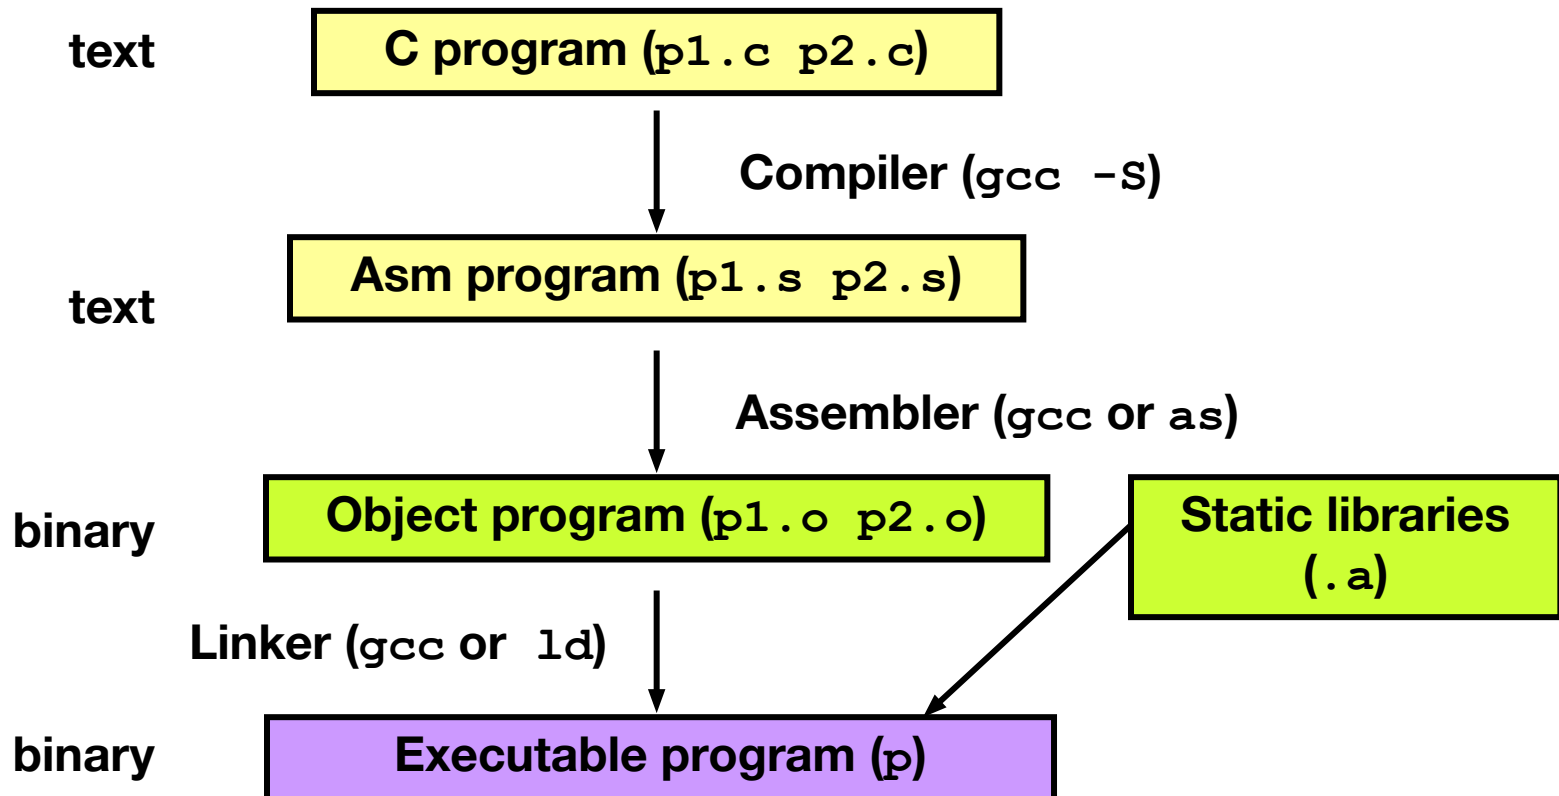 text
C program (p1.c p2.c)
Compiler (gcc -S)
text
Asm program (p1.s p2.s)
Assembler (gcc or as)
binary
Object program (p1.o p2.o)
Static libraries
(.a)
Linker (gcc or ld)
binary
Executable program (p)